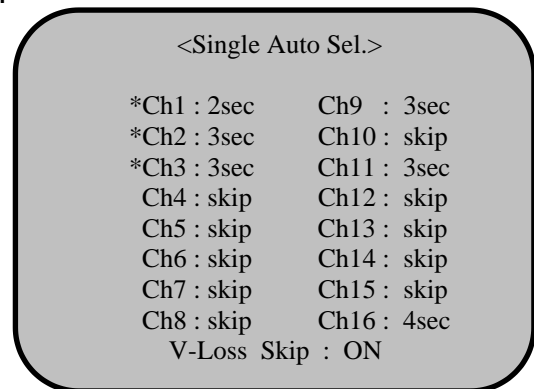 <Single Auto Sel.>
*Ch1 : 2sec Ch9 : 3sec
*Ch2 : 3sec Ch10 : skip
*Ch3 : 3sec Ch11 : 3sec
Ch4 : skip Ch12 : skip
Ch5 : skip Ch13 : skip
Ch6 : skip Ch14 : skip
Ch7 : skip Ch15 : skip
Ch8 : skip Ch16 : 4sec
V-Loss Skip : ON